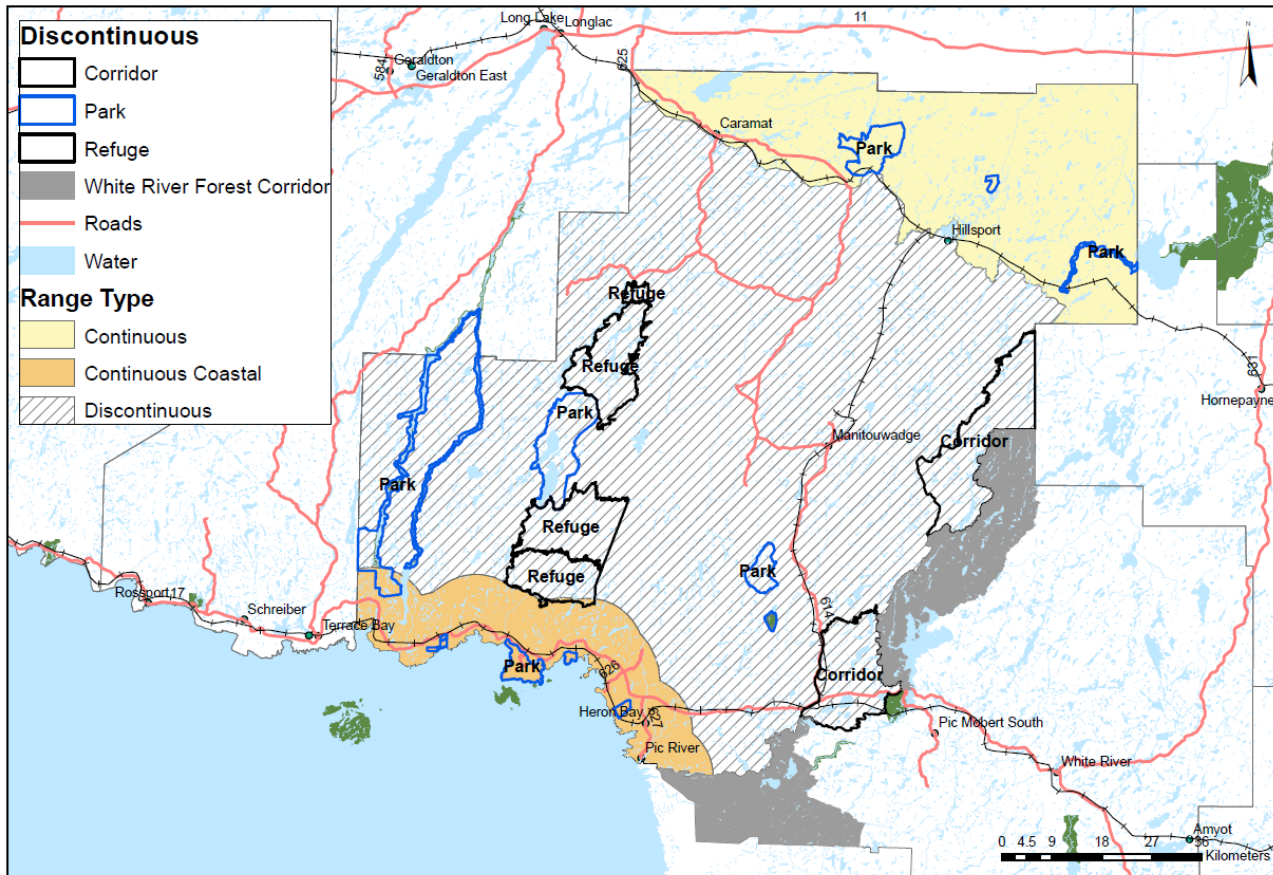 Discontinuous
Corridor
Park
Refuge
White River Forest Corridor
Roads
Water
Range Type
Continuous
Continuous Coastal
Discontinuous
Long Lake
Longlac
11
N
Geraldton
584
Geraldton East
625
Caramat
Park
Hillsport
Park
Refuge
Refuge
Park
631
Hornepayne
Manitouwadge
Corridor
Park
Refuge
Refuge
Park
614
Rossport
17
Schreiber
Terrace Bay
Park
626
Corridor
Heron Bay
627
Pic River
Pic Mobert South
White River
Amyot
0 4.5 9 18 27 36
Kilometers